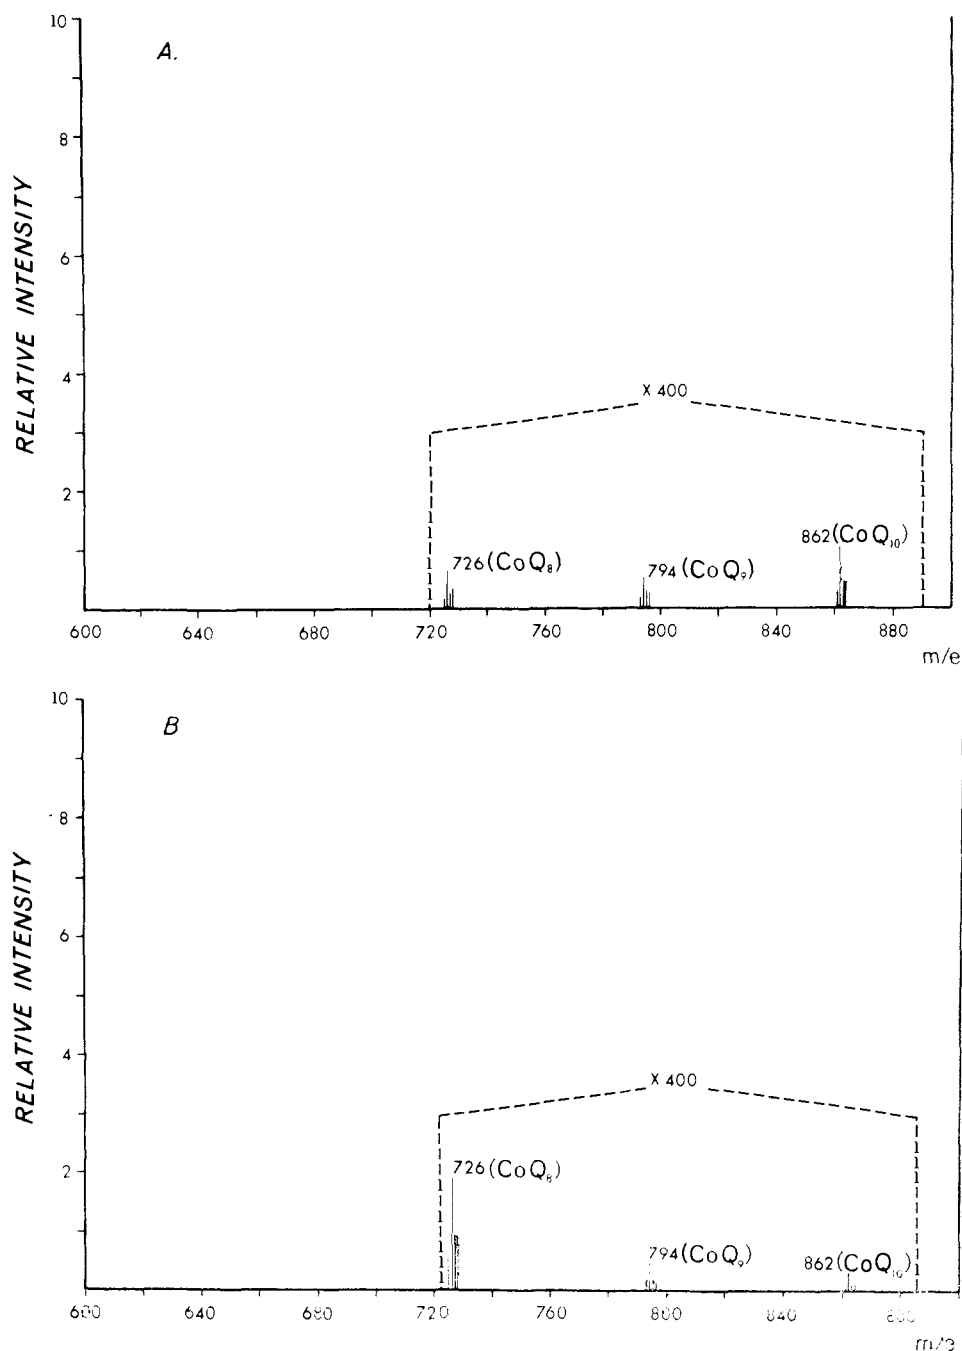 A.
RELATIVE INTENSITY
10
8
6
4
2
X 400
726 (CoQ₈)
794 (CoQ₉)
862 (CoQ₁₀)
600 640 680 720 760 800 840 880
m/e
B
RELATIVE INTENSITY
10
8
6
4
2
X 400
726 (CoQ₈)
794 (CoQ₉)
862 (CoQ₁₀)
600 640 680 720 760 800 840 880
m/e